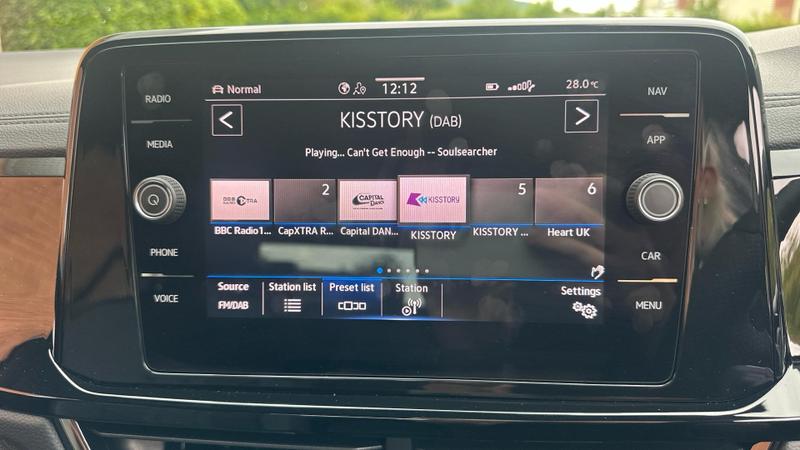 RADIO
MEDIA
PHONE
VOICE
Normal
12:12
28.0°C
KISSTORY (DAB)
Playing... Can't Get Enough -- Soulsearcher
2
CAPITAL
KISSTORY
5
6
BBC Radio1...
CapXTRA R...
Capital DAN...
KISSTORY
KISSTORY ...
Heart UK
Source
FM/DAB
Station list
Preset list
Station
Settings
NAV
APP
CAR
MENU